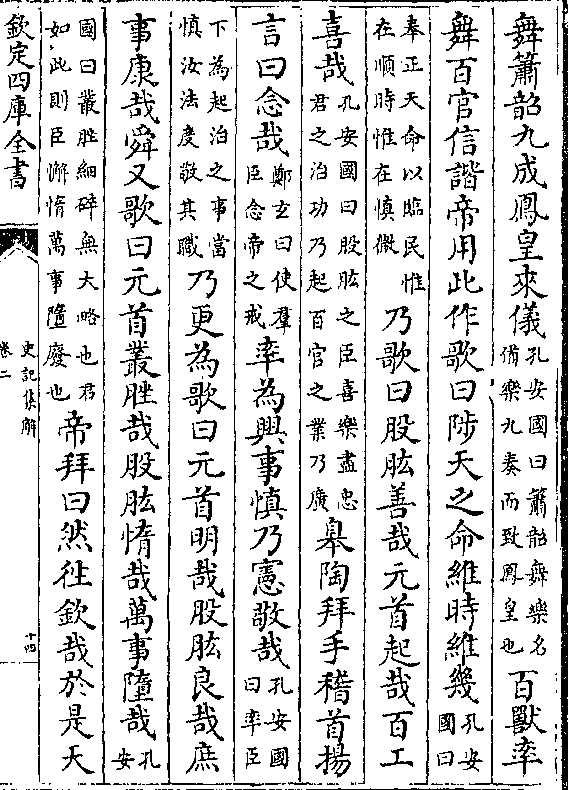 舞簫韶九成鳳皇來儀孔安國曰簫韶舞樂名備樂九奏而致鳳皇也百獸率
舞百官信諧帝用此作歌曰陟天之命維時維幾孔安國曰
奉正天命以臨民惟在順時惟在慎微乃歌曰股肱善哉元首起哉百工
喜哉孔安國曰股肱之臣喜樂盡忠君之治功乃起百官之業乃廣臯陶拜手稽首揚
言曰念哉鄭玄曰使羣臣念帝之戒率為興事慎乃憲敬哉孔安國曰率臣
下為起治之事當慎汝法度敬其職乃更為歌曰元首明哉股肱良哉庶
事康哉舜又歌曰元首叢脞哉股肱惰哉萬事墮哉孔安
國曰叢脞細碎無大略也君如此則臣懈惰萬事墮廢也帝拜曰然往欽哉於是天
欽定四庫全書
史記集解
卷二
十四